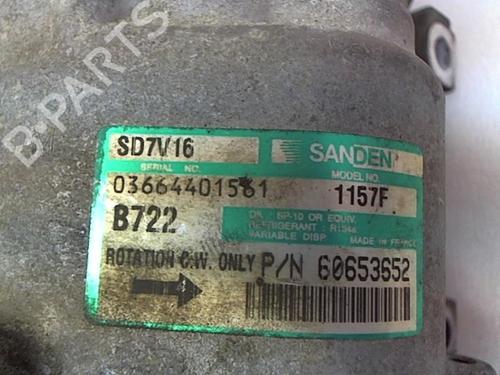 B-PARTS
SD7V16
SANDEN
SERIAL NO.
MODEL NO.
03664401561
1157F
B722
OIL SP-10 OR EQUIV.
REFRIGERANT : R134a
VARIABLE DISP MADE IN FRANCE
ROTATION C.W. ONLY
P/N 60653652